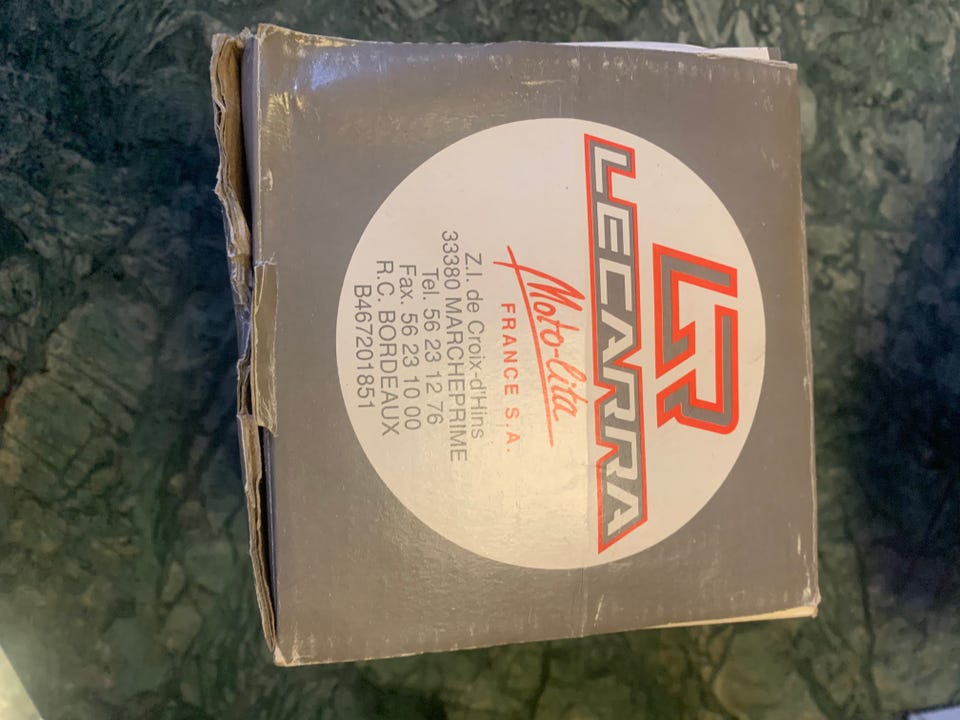 LR
LECARRA
Moto-lita
FRANCE S.A.
Z.I. de Croix-d'Hins
33380 MARCHEPRIME
Tel. 56 23 12 76
Fax. 56 23 10 00
R.C. BORDEAUX
B467201851